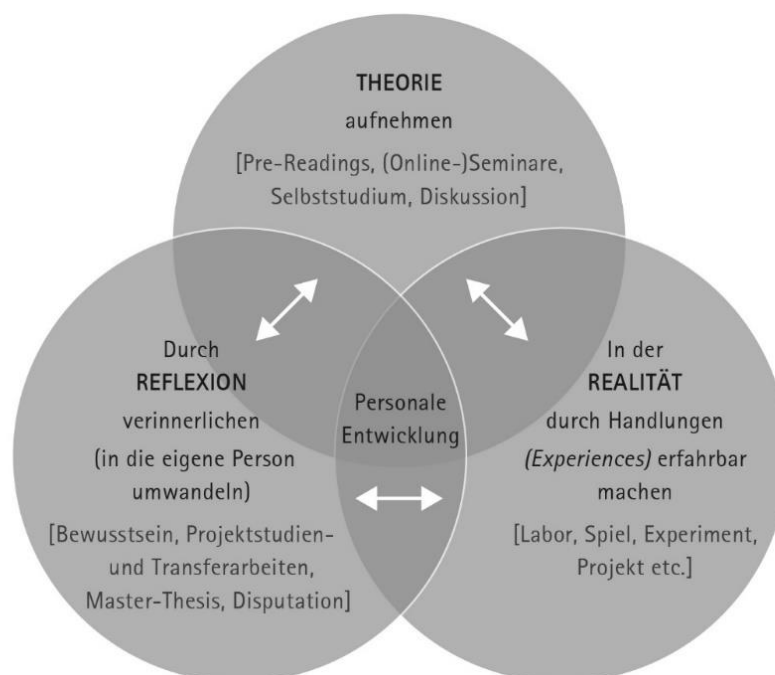 THEORIE
aufnehmen
[Pre-Readings, (Online-)Seminare,
Selbststudium, Diskussion]
Durch
REFLEXION
verinnerlichen
(in die eigene Person
umwandeln)
[Bewusstsein, Projektstudien-
und Transferarbeiten,
Master-Thesis, Disputation]
Personale
Entwicklung
In der
REALITÄT
durch Handlungen
(Experiences) erfahrbar
machen
[Labor, Spiel, Experiment,
Projekt etc.]